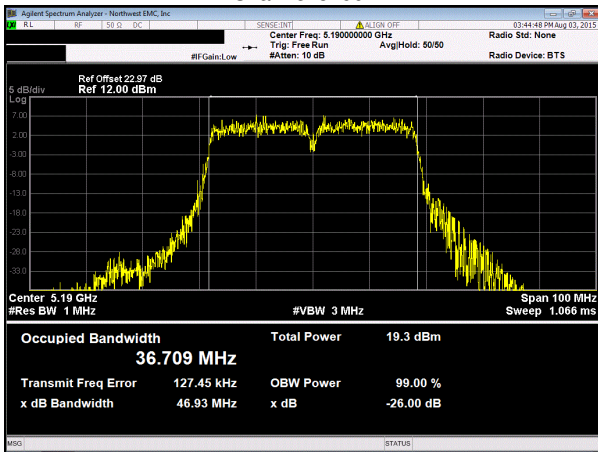 Agilent Spectrum Analyzer - Northwest EMC, Inc
RL RF 50 Ω DC SENSE:INT ALIGN OFF 03:44:48 PM Aug 03, 2015
Center Freq: 5.190000000 GHz Radio Std: None
Trig: Free Run Avg|Hold: 50/50
#IFGain:Low #Atten: 10 dB Radio Device: BTS
Ref Offset 22.97 dB
5 dB/div Ref 12.00 dBm
Log
7.00
2.00
-3.00
-8.00
-13.0
-18.0
-23.0
-28.0
-33.0
Center 5.19 GHz Span 100 MHz
#Res BW 1 MHz #VBW 3 MHz Sweep 1.066 ms
Occupied Bandwidth Total Power 19.3 dBm
36.709 MHz
Transmit Freq Error 127.45 kHz OBW Power 99.00 %
x dB Bandwidth 46.93 MHz x dB -26.00 dB
MSG STATUS